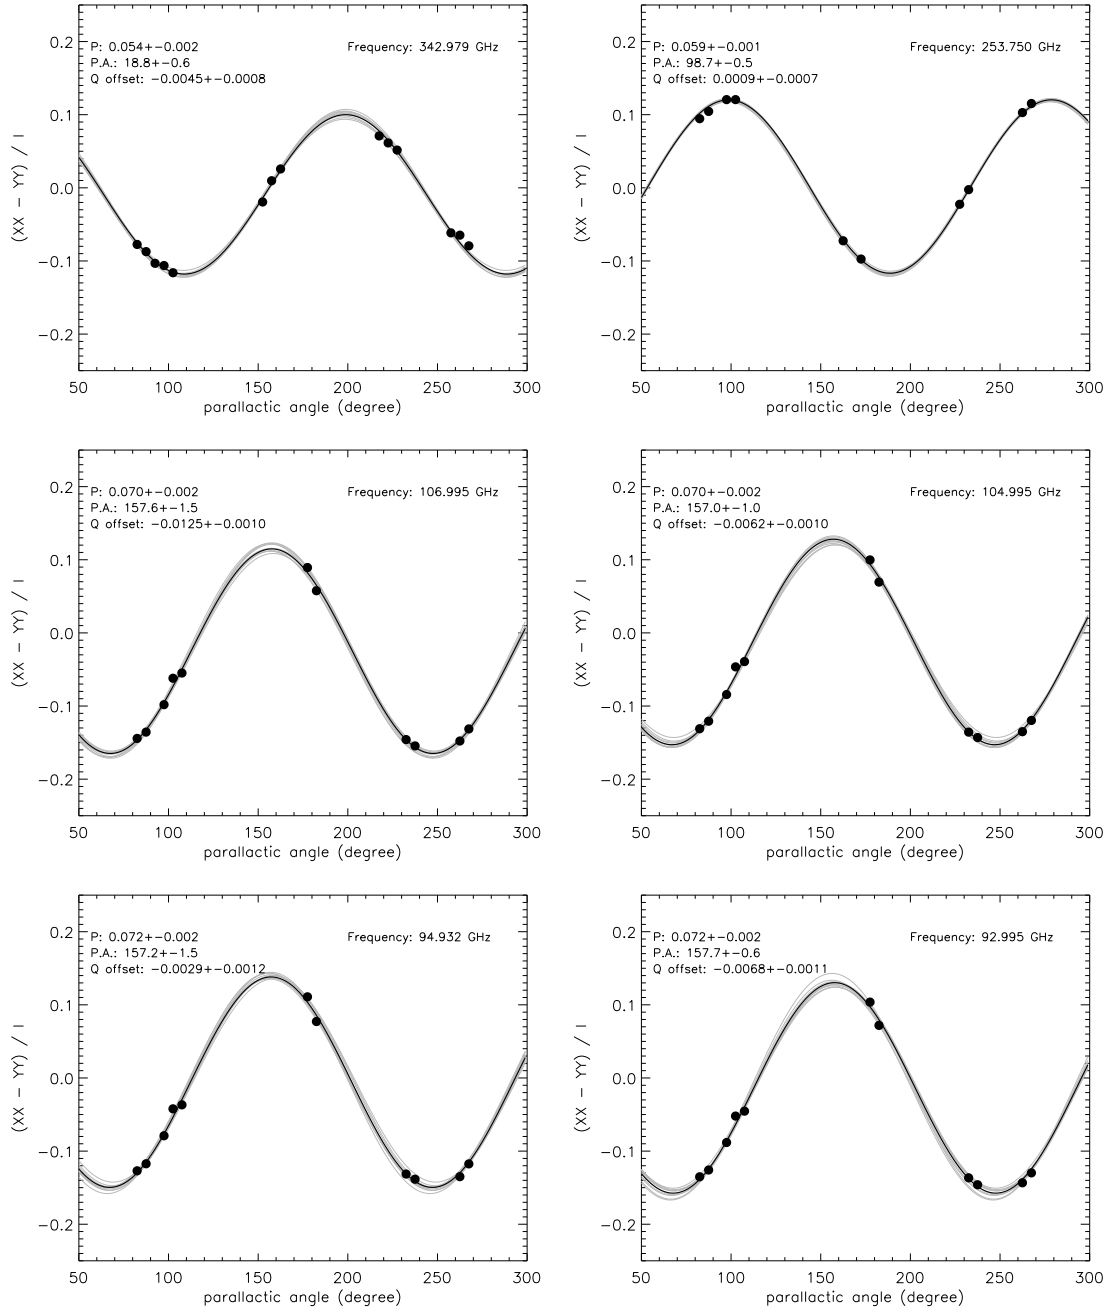 P: 0.054+-0.002
P.A.: 18.8+-0.6
Q offset: -0.0045+-0.0008
Frequency: 342.979 GHz
0.2
0.1
0.0
-0.1
-0.2
(XX - YY) / I
50 100 150 200 250 300
parallactic angle (degree)
P: 0.059+-0.001
P.A.: 98.7+-0.5
Q offset: 0.0009+-0.0007
Frequency: 253.750 GHz
0.2
0.1
0.0
-0.1
-0.2
(XX - YY) / I
50 100 150 200 250 300
parallactic angle (degree)
P: 0.070+-0.002
P.A.: 157.6+-1.5
Q offset: -0.0125+-0.0010
Frequency: 106.995 GHz
0.2
0.1
0.0
-0.1
-0.2
(XX - YY) / I
50 100 150 200 250 300
parallactic angle (degree)
P: 0.070+-0.002
P.A.: 157.0+-1.0
Q offset: -0.0062+-0.0010
Frequency: 104.995 GHz
0.2
0.1
0.0
-0.1
-0.2
(XX - YY) / I
50 100 150 200 250 300
parallactic angle (degree)
P: 0.072+-0.002
P.A.: 157.2+-1.5
Q offset: -0.0029+-0.0012
Frequency: 94.932 GHz
0.2
0.1
0.0
-0.1
-0.2
(XX - YY) / I
50 100 150 200 250 300
parallactic angle (degree)
P: 0.072+-0.002
P.A.: 157.7+-0.6
Q offset: -0.0068+-0.0011
Frequency: 92.995 GHz
0.2
0.1
0.0
-0.1
-0.2
(XX - YY) / I
50 100 150 200 250 300
parallactic angle (degree)